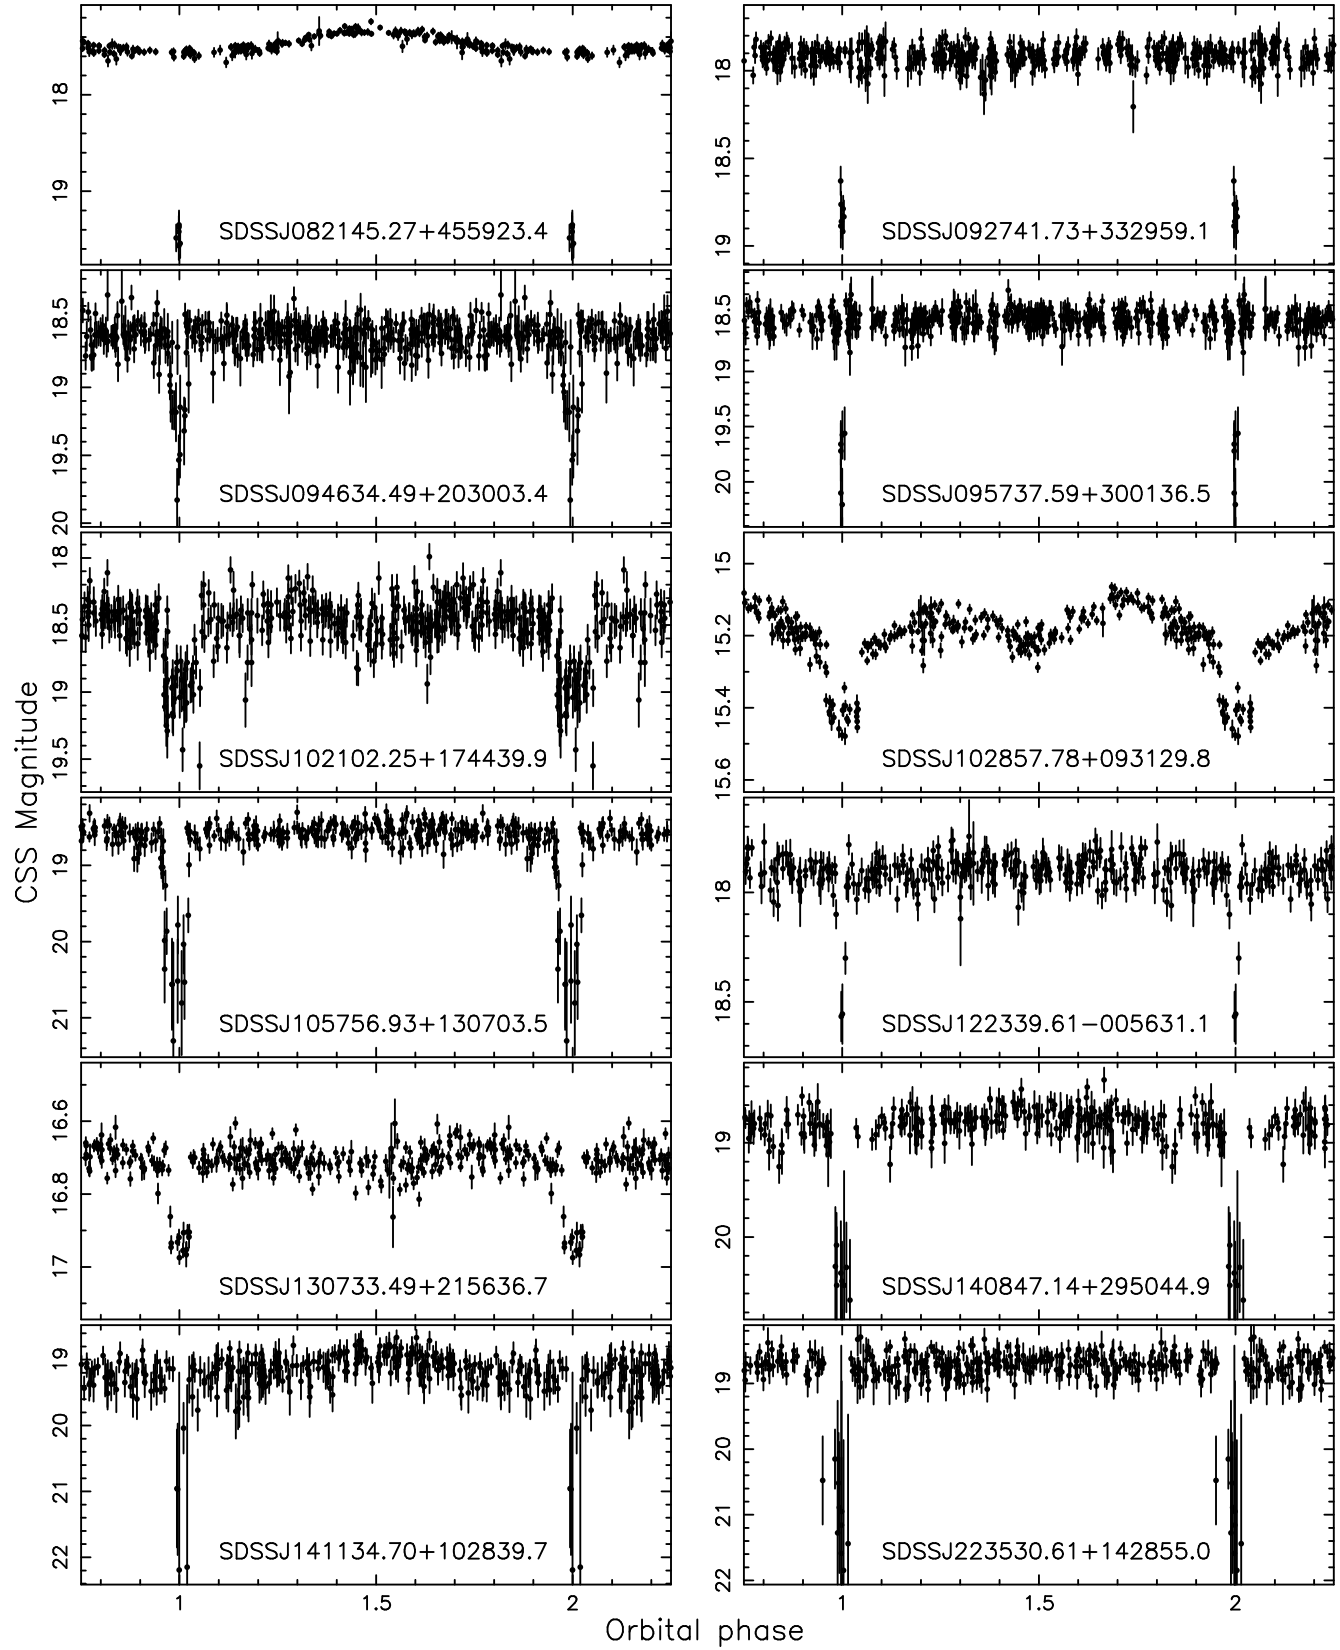 18
19
SDSSJ082145.27+455923.4
18
18.5
19
SDSSJ092741.73+332959.1
18.5
19
19.5
20
SDSSJ094634.49+203003.4
18.5
19
19.5
20
SDSSJ095737.59+300136.5
18
18.5
19
19.5
SDSSJ102102.25+174439.9
15
15.2
15.4
15.6
SDSSJ102857.78+093129.8
CSS Magnitude
19
20
21
SDSSJ105756.93+130703.5
18
18.5
SDSSJ122339.61−005631.1
16.6
16.8
17
SDSSJ130733.49+215636.7
19
20
SDSSJ140847.14+295044.9
19
20
21
22
SDSSJ141134.70+102839.7
19
20
21
22
SDSSJ223530.61+142855.0
1 1.5 2
1 1.5 2
Orbital phase